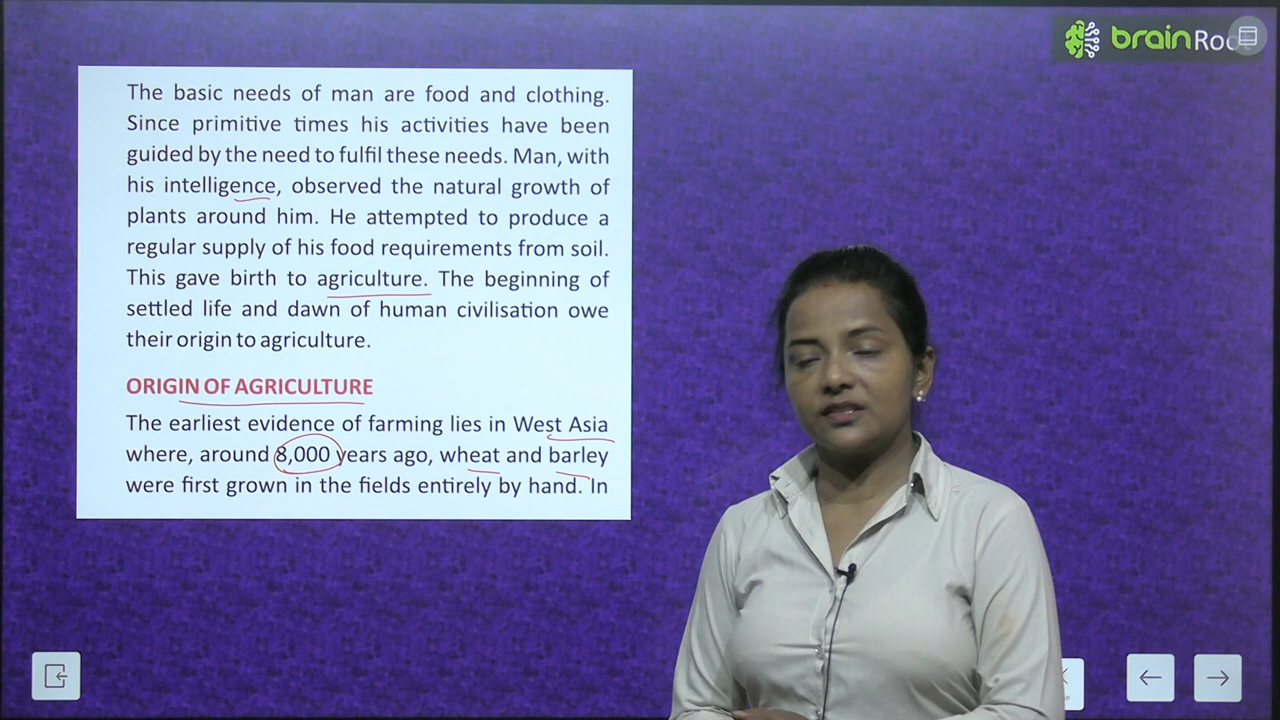 brainRoo
The basic needs of man are food and clothing.
Since primitive times his activities have been
guided by the need to fulfil these needs. Man, with
his intelligence, observed the natural growth of
plants around him. He attempted to produce a
regular supply of his food requirements from soil.
This gave birth to agriculture. The beginning of
settled life and dawn of human civilisation owe
their origin to agriculture.
ORIGIN OF AGRICULTURE
The earliest evidence of farming lies in West Asia
where, around 8,000 years ago, wheat and barley
were first grown in the fields entirely by hand. In